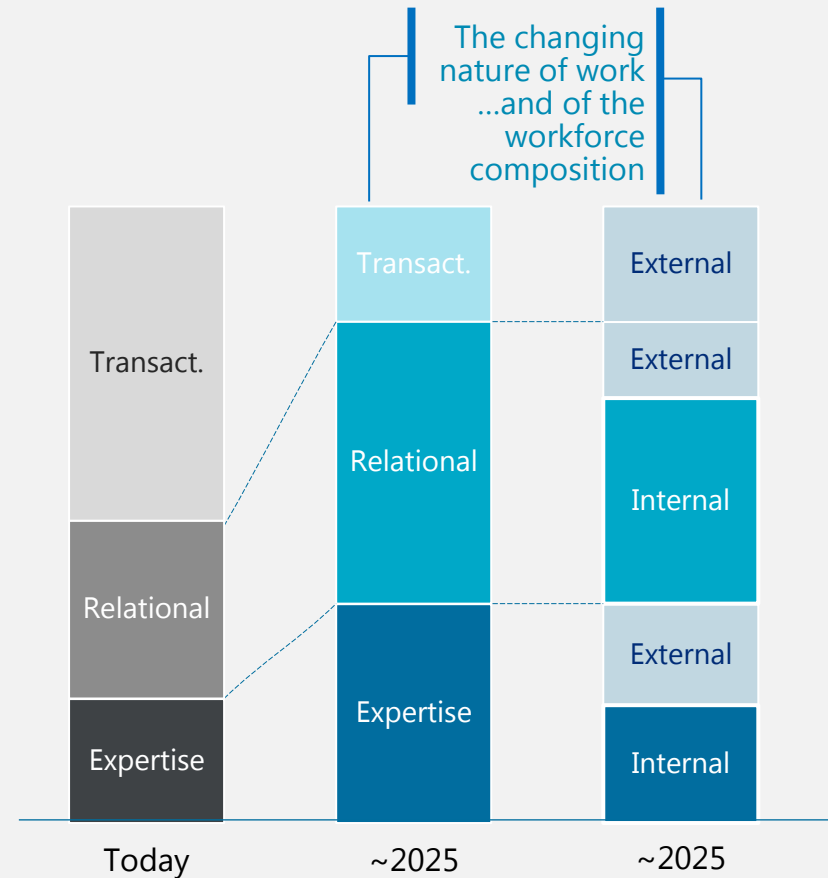 The changing
nature of work
...and of the
workforce
composition
Transact.
Relational
Expertise
Transact.
Relational
Expertise
External
External
Internal
External
Internal
Today
~2025
~2025